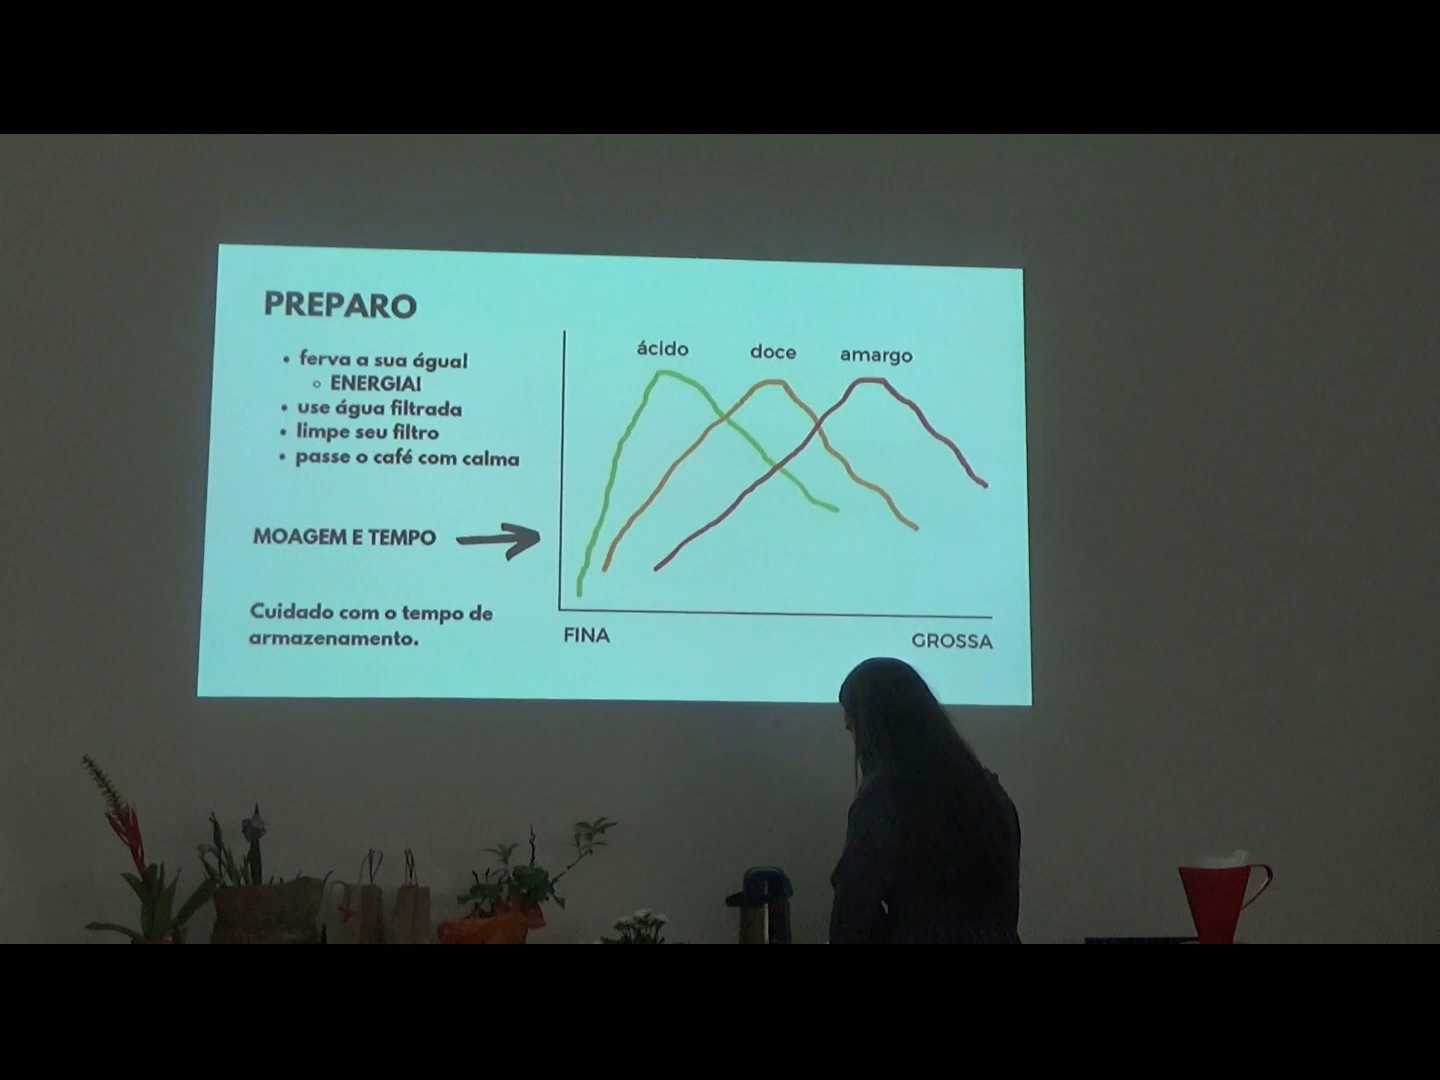 PREPARO
• ferva a sua água!
◦ ENERGIA!
• use água filtrada
• limpe seu filtro
• passe o café com calma
MOAGEM E TEMPO
Cuidado com o tempo de
armazenamento.
ácido doce amargo
FINA GROSSA